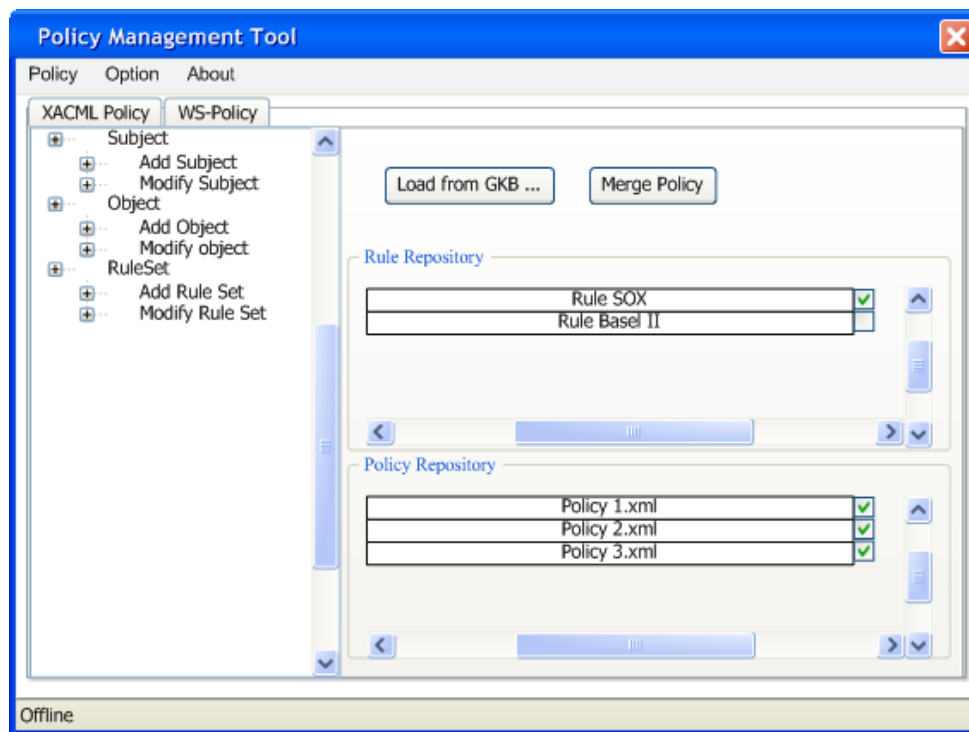 Policy Management Tool
Policy Option About
XACML Policy WS-Policy
Subject
Add Subject
Modify Subject
Object
Add Object
Modify object
RuleSet
Add Rule Set
Modify Rule Set
Load from GKB ... Merge Policy
Rule Repository
Rule SOX
Rule Basel II
Policy Repository
Policy 1.xml
Policy 2.xml
Policy 3.xml
Offline